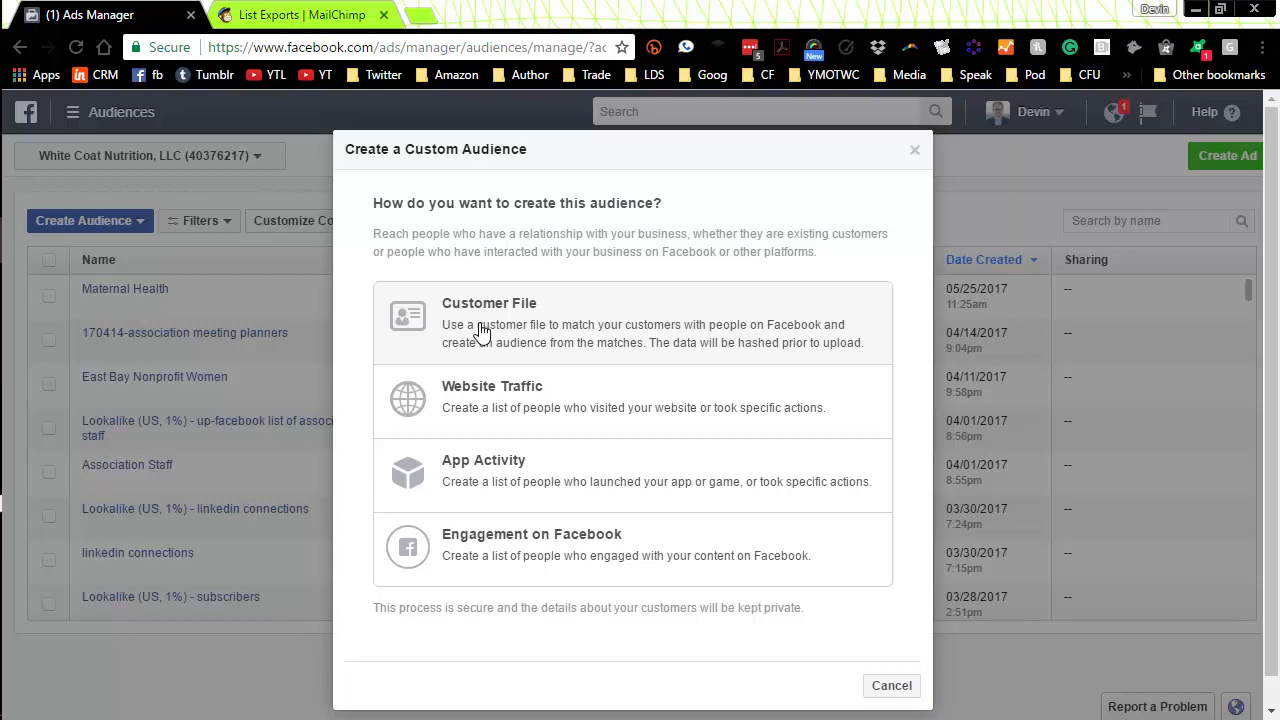 (1) Ads Manager
List Exports | MailChimp
Devin
Secure
https://www.facebook.com/ads/manager/audiences/manage/?ac
5
New
1
G
Apps
in CRM
fb
Tumblr
YTL
YT
Twitter
Amazon
Author
Trade
LDS
Goog
CF
YMOTWC
Media
Speak
Pod
CFU
»
Other bookmarks
Audiences
Search
Devin
1
Help
White Coat Nutrition, LLC (40376217)
Create Ad
Create Audience
Filters
Customize Co
Search by name
Name
Date Created
Sharing
Maternal Health
05/25/2017
11:25am
--
170414-association meeting planners
04/14/2017
9:04pm
--
East Bay Nonprofit Women
04/11/2017
9:58pm
--
Lookalike (US, 1%) - up-facebook list of assoc
staff
04/01/2017
8:56pm
--
Association Staff
04/01/2017
8:55pm
--
Lookalike (US, 1%) - linkedin connections
03/30/2017
7:24pm
--
linkedin connections
03/30/2017
7:15pm
--
Lookalike (US, 1%) - subscribers
03/28/2017
2:51pm
--
Create a Custom Audience
How do you want to create this audience?
Reach people who have a relationship with your business, whether they are existing customers
or people who have interacted with your business on Facebook or other platforms.
Customer File
Use a customer file to match your customers with people on Facebook and
create an audience from the matches. The data will be hashed prior to upload.
Website Traffic
Create a list of people who visited your website or took specific actions.
App Activity
Create a list of people who launched your app or game, or took specific actions.
Engagement on Facebook
Create a list of people who engaged with your content on Facebook.
This process is secure and the details about your customers will be kept private.
Cancel
Report a Problem